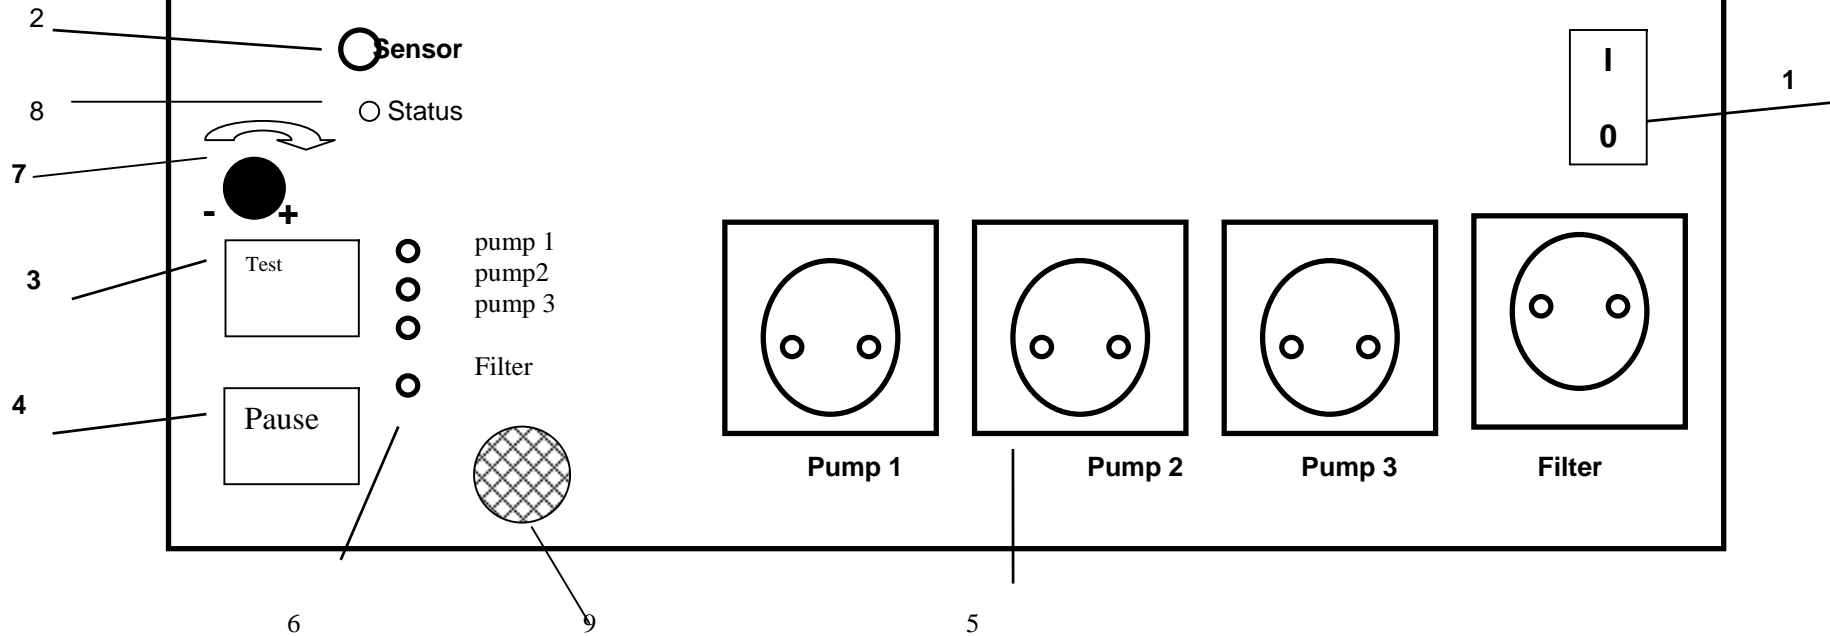 2
Sensor
I
1
8
Status
0
7
- +
3
Test
pump 1
pump2
pump 3
Filter
4
Pause
Pump 1
Pump 2
Pump 3
Filter
6
9
5